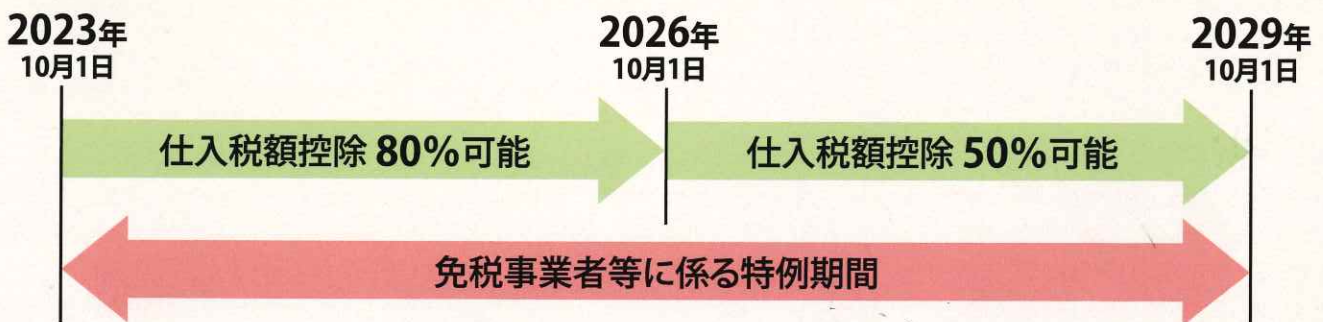 2023年
10月1日
2026年
10月1日
2029年
10月1日
仕入税額控除 80%可能
仕入税額控除 50%可能
免税事業者等に係る特例期間